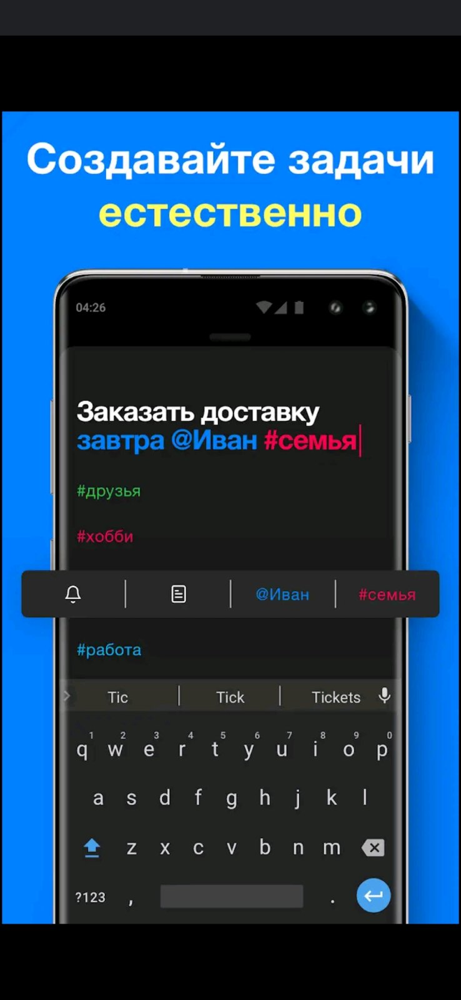 Создавайте задачи
естественно
04:26
Заказать доставку
завтра @Иван #семья
#друзья
#хобби
@Иван #семья
#работа
Tic Tick Tickets
1 2 3 4 5 6 7 8 9 0
q w e r t y u i o p
a s d f g h j k l
z x c v b n m
?123 , .